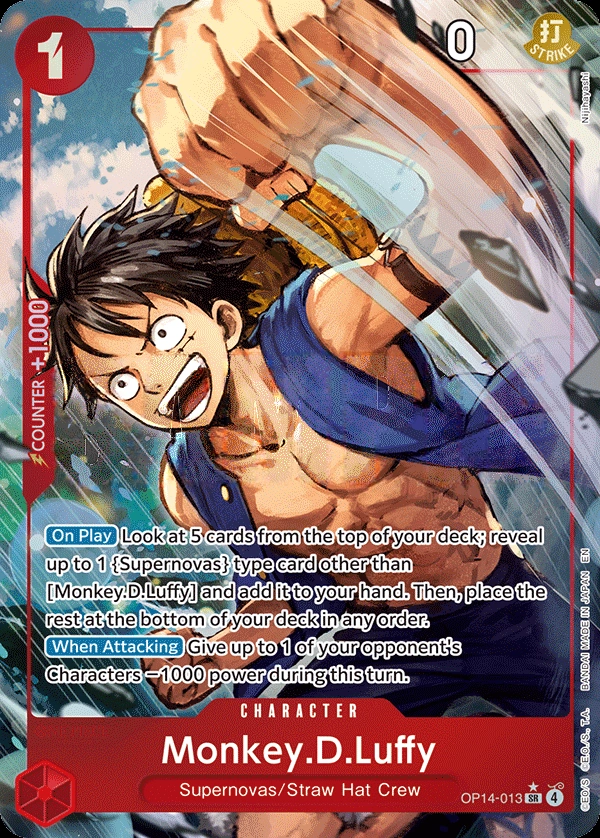 1
0
打
STRIKE
Nijihayashi
COUNTER +1000
On Play Look at 5 cards from the top of your deck; reveal
up to 1 {Supernovas} type card other than
[Monkey.D.Luffy] and add it to your hand. Then, place the
rest at the bottom of your deck in any order.
When Attacking Give up to 1 of your opponent's
Characters −1000 power during this turn.
CHARACTER
Monkey.D.Luffy
Supernovas/Straw Hat Crew
OP14-013 SR 4
©ED/S ©E.O./S., T.A. BANDAI MADE IN JAPAN EN